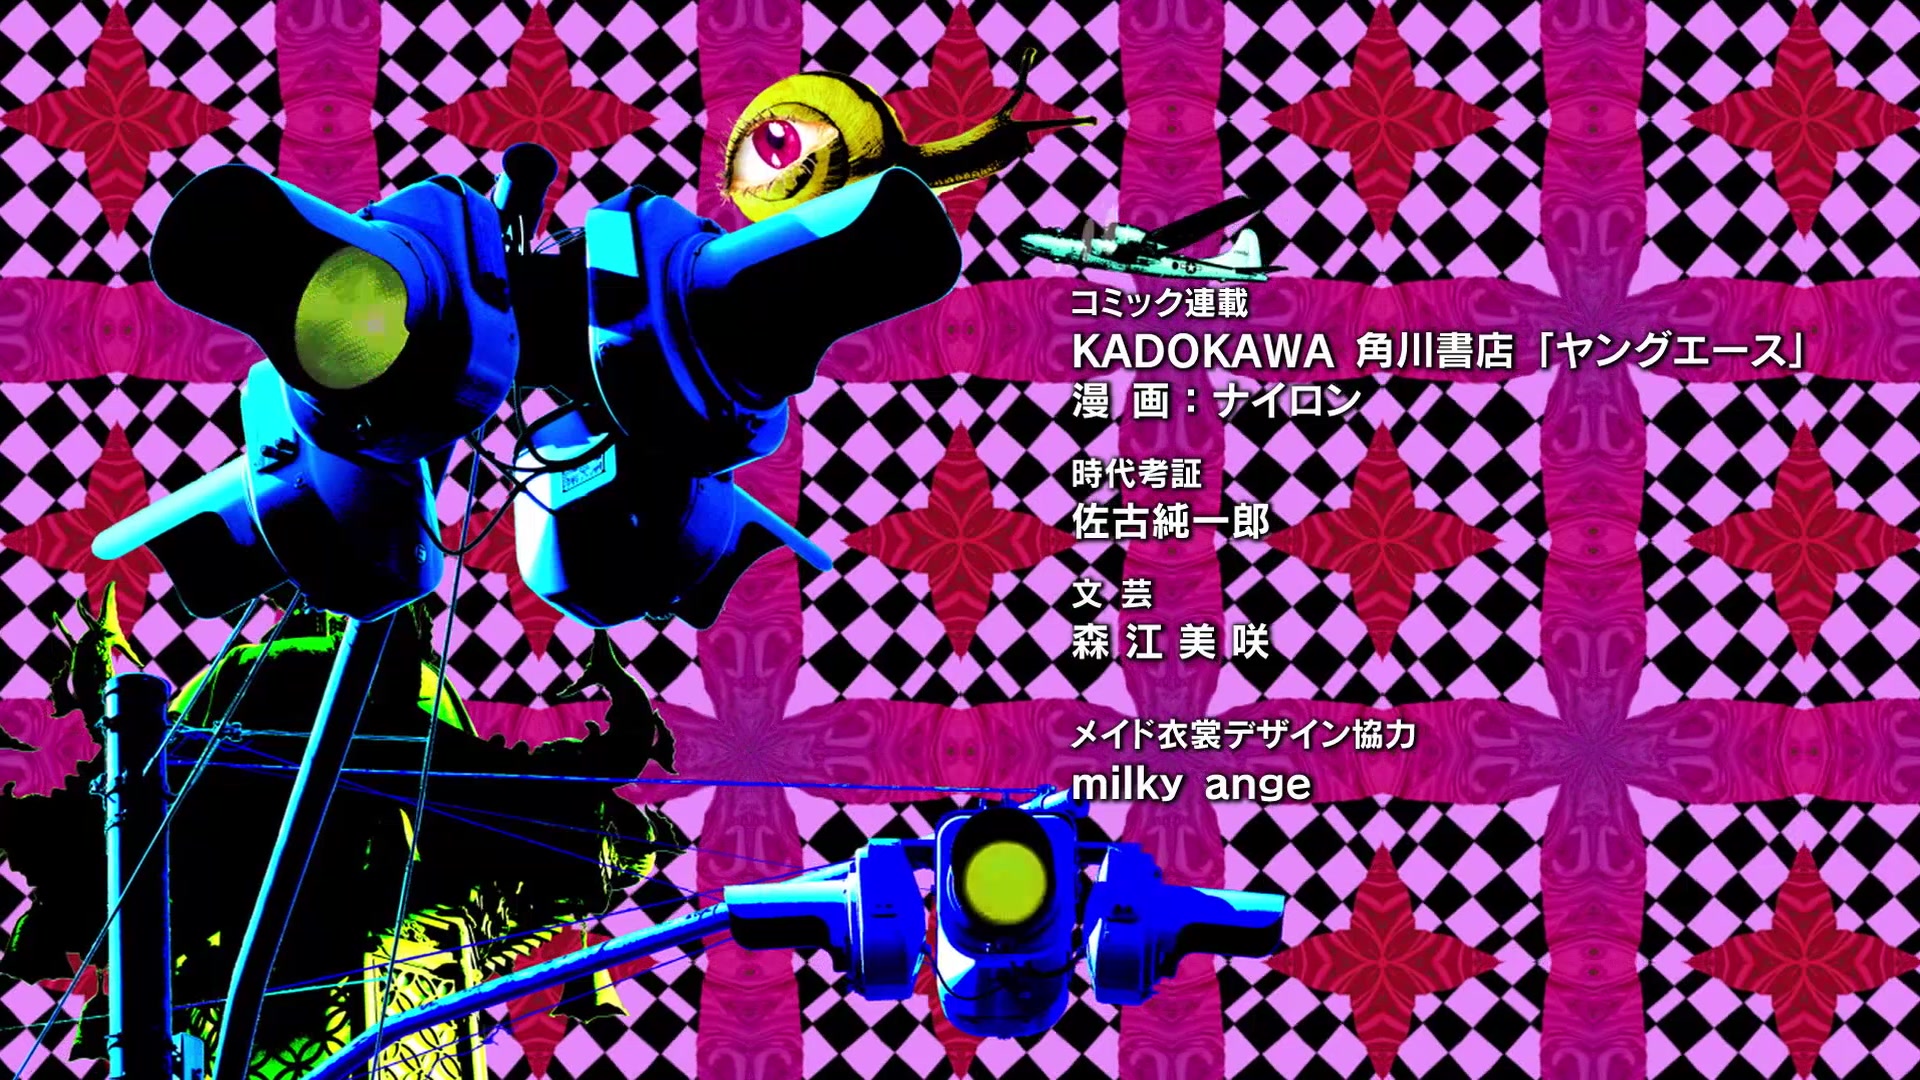 コミック連載
KADOKAWA 角川書店「ヤングエース」
漫 画：ナイロン
時代考証
佐古純一郎
文 芸
森 江 美 咲
メイド衣裳デザイン協力
milky ange